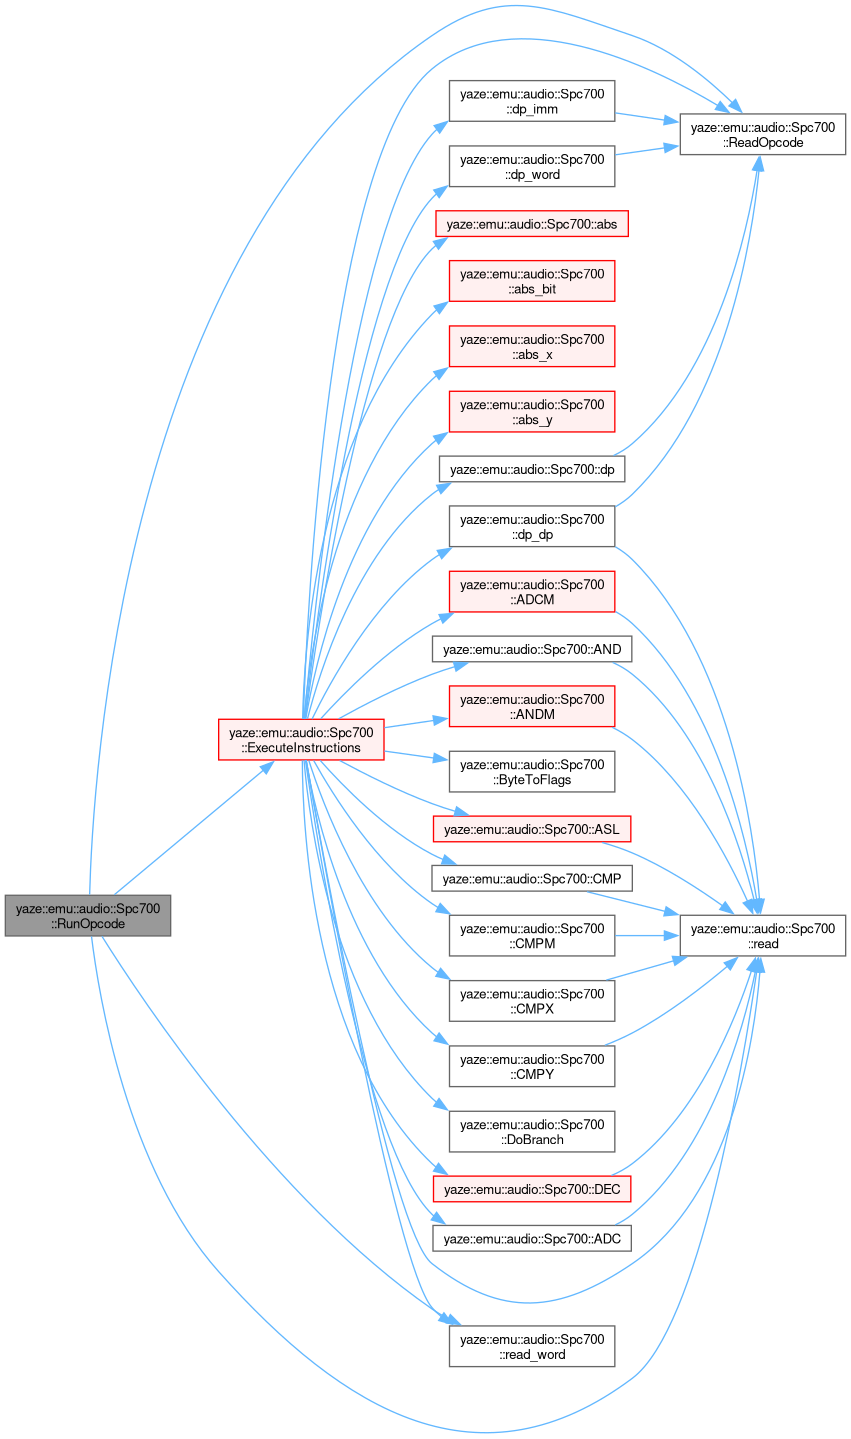 yaze::emu::audio::Spc700
::dp_imm
yaze::emu::audio::Spc700
::ReadOpcode
yaze::emu::audio::Spc700
::dp_word
yaze::emu::audio::Spc700::abs
yaze::emu::audio::Spc700
::abs_bit
yaze::emu::audio::Spc700
::abs_x
yaze::emu::audio::Spc700
::abs_y
yaze::emu::audio::Spc700::dp
yaze::emu::audio::Spc700
::dp_dp
yaze::emu::audio::Spc700
::ADCM
yaze::emu::audio::Spc700::AND
yaze::emu::audio::Spc700
::ANDM
yaze::emu::audio::Spc700
::ExecuteInstructions
yaze::emu::audio::Spc700
::ByteToFlags
yaze::emu::audio::Spc700::ASL
yaze::emu::audio::Spc700::CMP
yaze::emu::audio::Spc700
::RunOpcode
yaze::emu::audio::Spc700
::CMPM
yaze::emu::audio::Spc700
::read
yaze::emu::audio::Spc700
::CMPX
yaze::emu::audio::Spc700
::CMPY
yaze::emu::audio::Spc700
::DoBranch
yaze::emu::audio::Spc700::DEC
yaze::emu::audio::Spc700::ADC
yaze::emu::audio::Spc700
::read_word